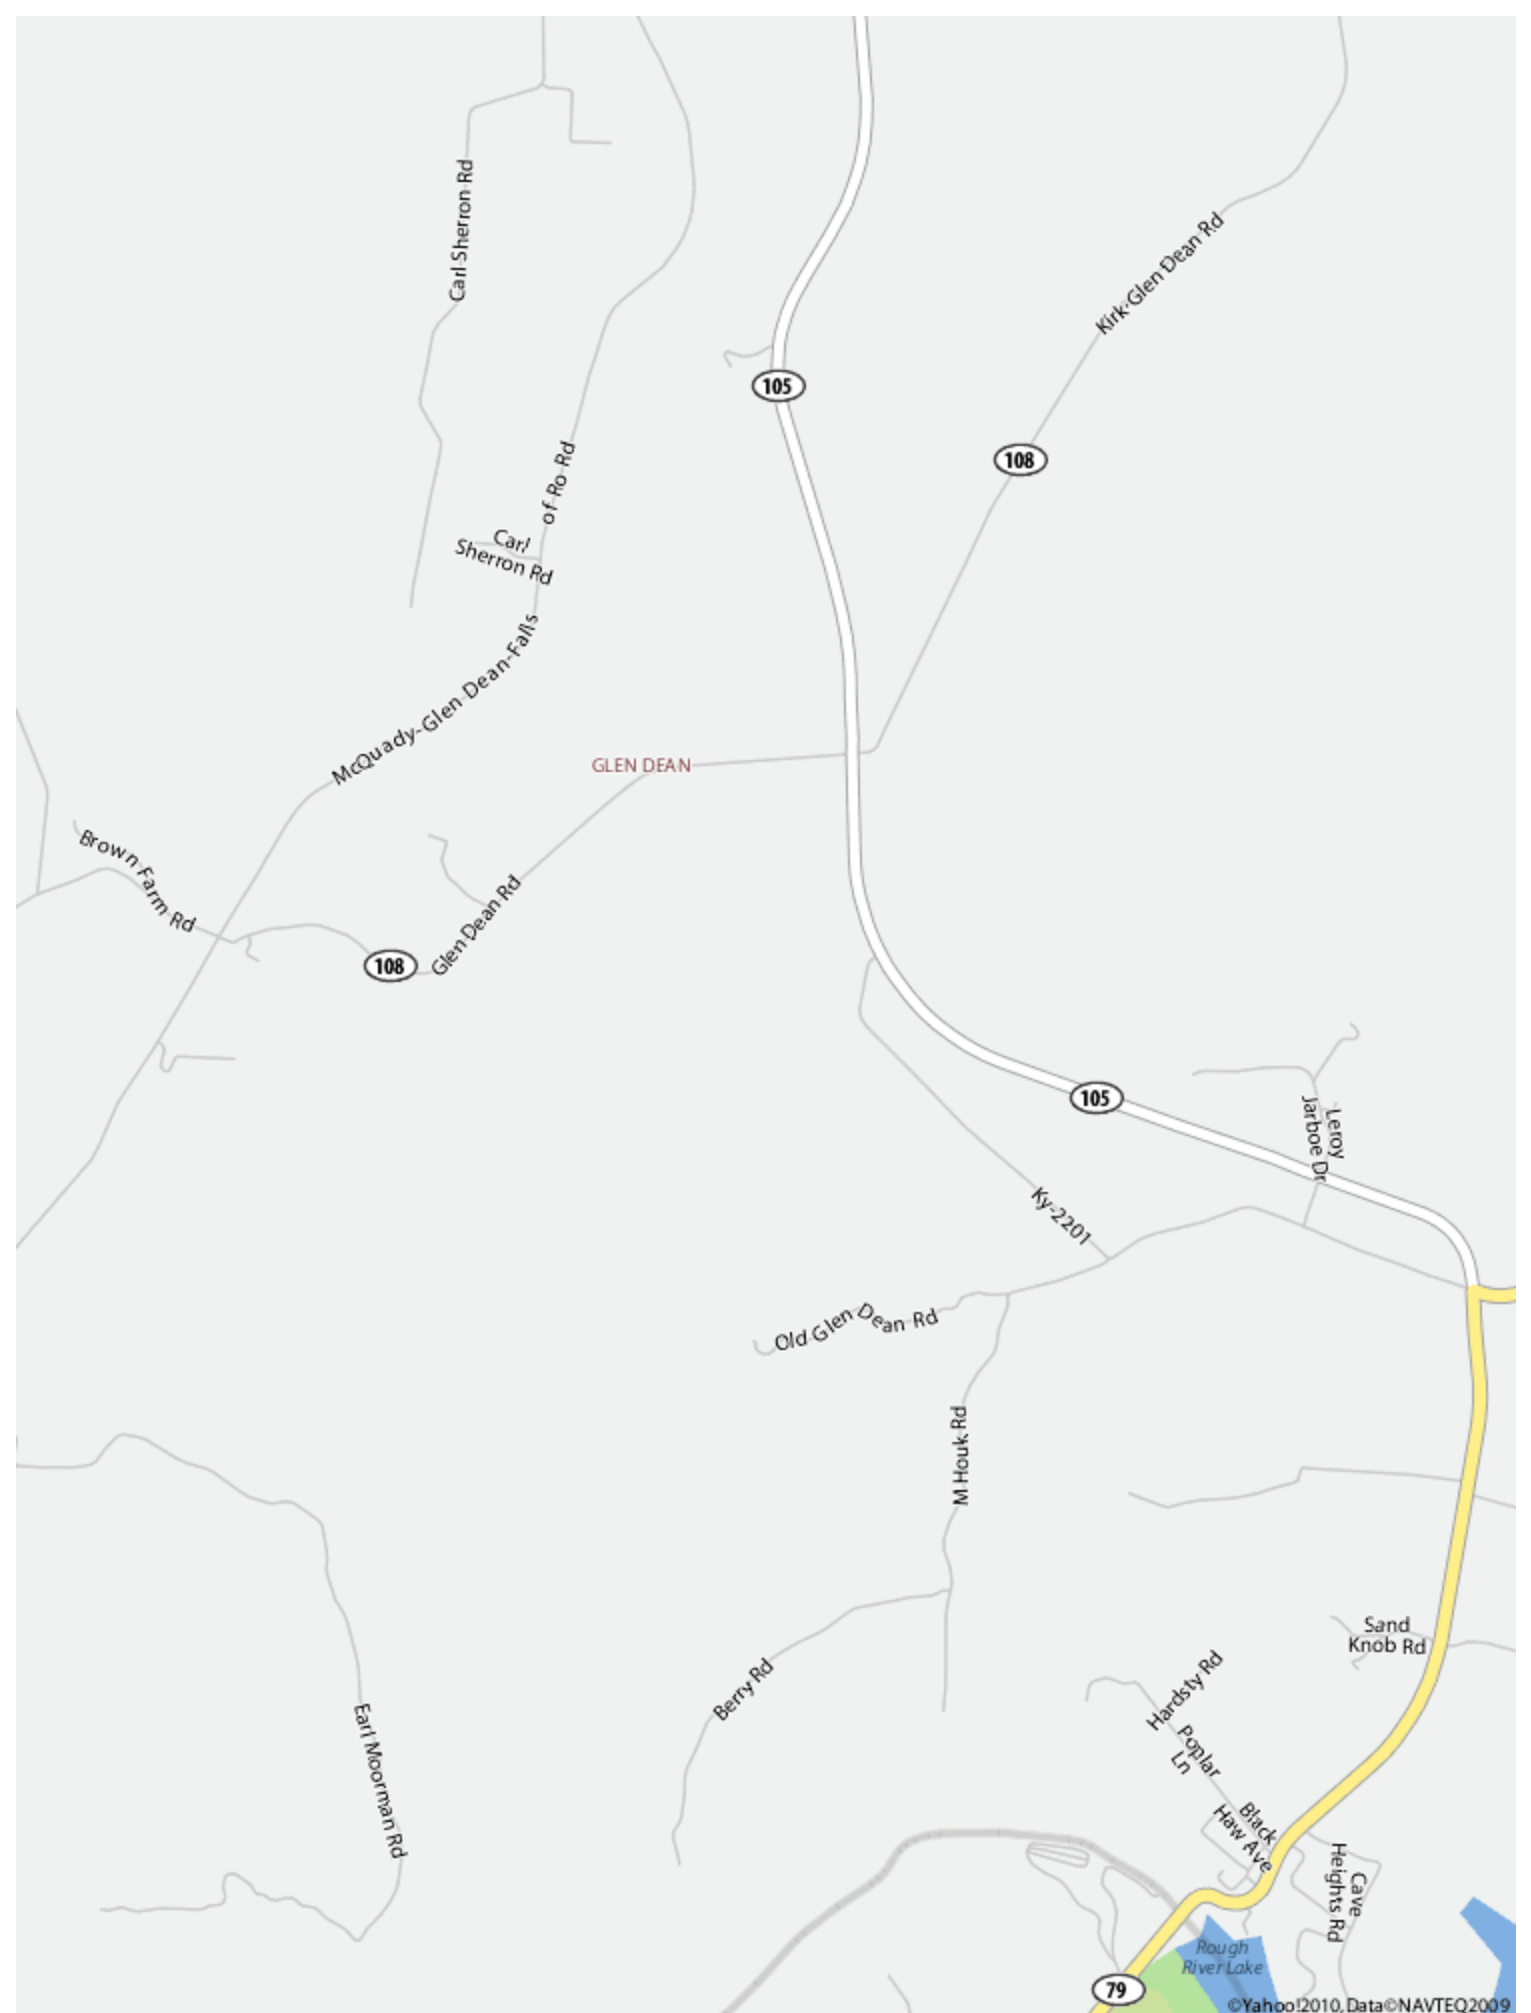 Carl Sherron Rd
Kirk-Glen Dean Rd
105
108
of Ro Rd
Carl
Sherron Rd
McQuady-Glen-Dean-Falls
GLEN DEAN
Brown Farm Rd
Glen Dean Rd
108
105
Leroy
Jarboe Dr
Ky-2201
Old Glen Dean Rd
M Houk Rd
Sand
Knob Rd
Hardsty Rd
Berry Rd
Poplar
Ln
Earl Moorman Rd
Black
Haw Ave
Cave
Heights Rd
Rough
River Lake
79
©Yahoo!2010, Data©NAVTEQ2009